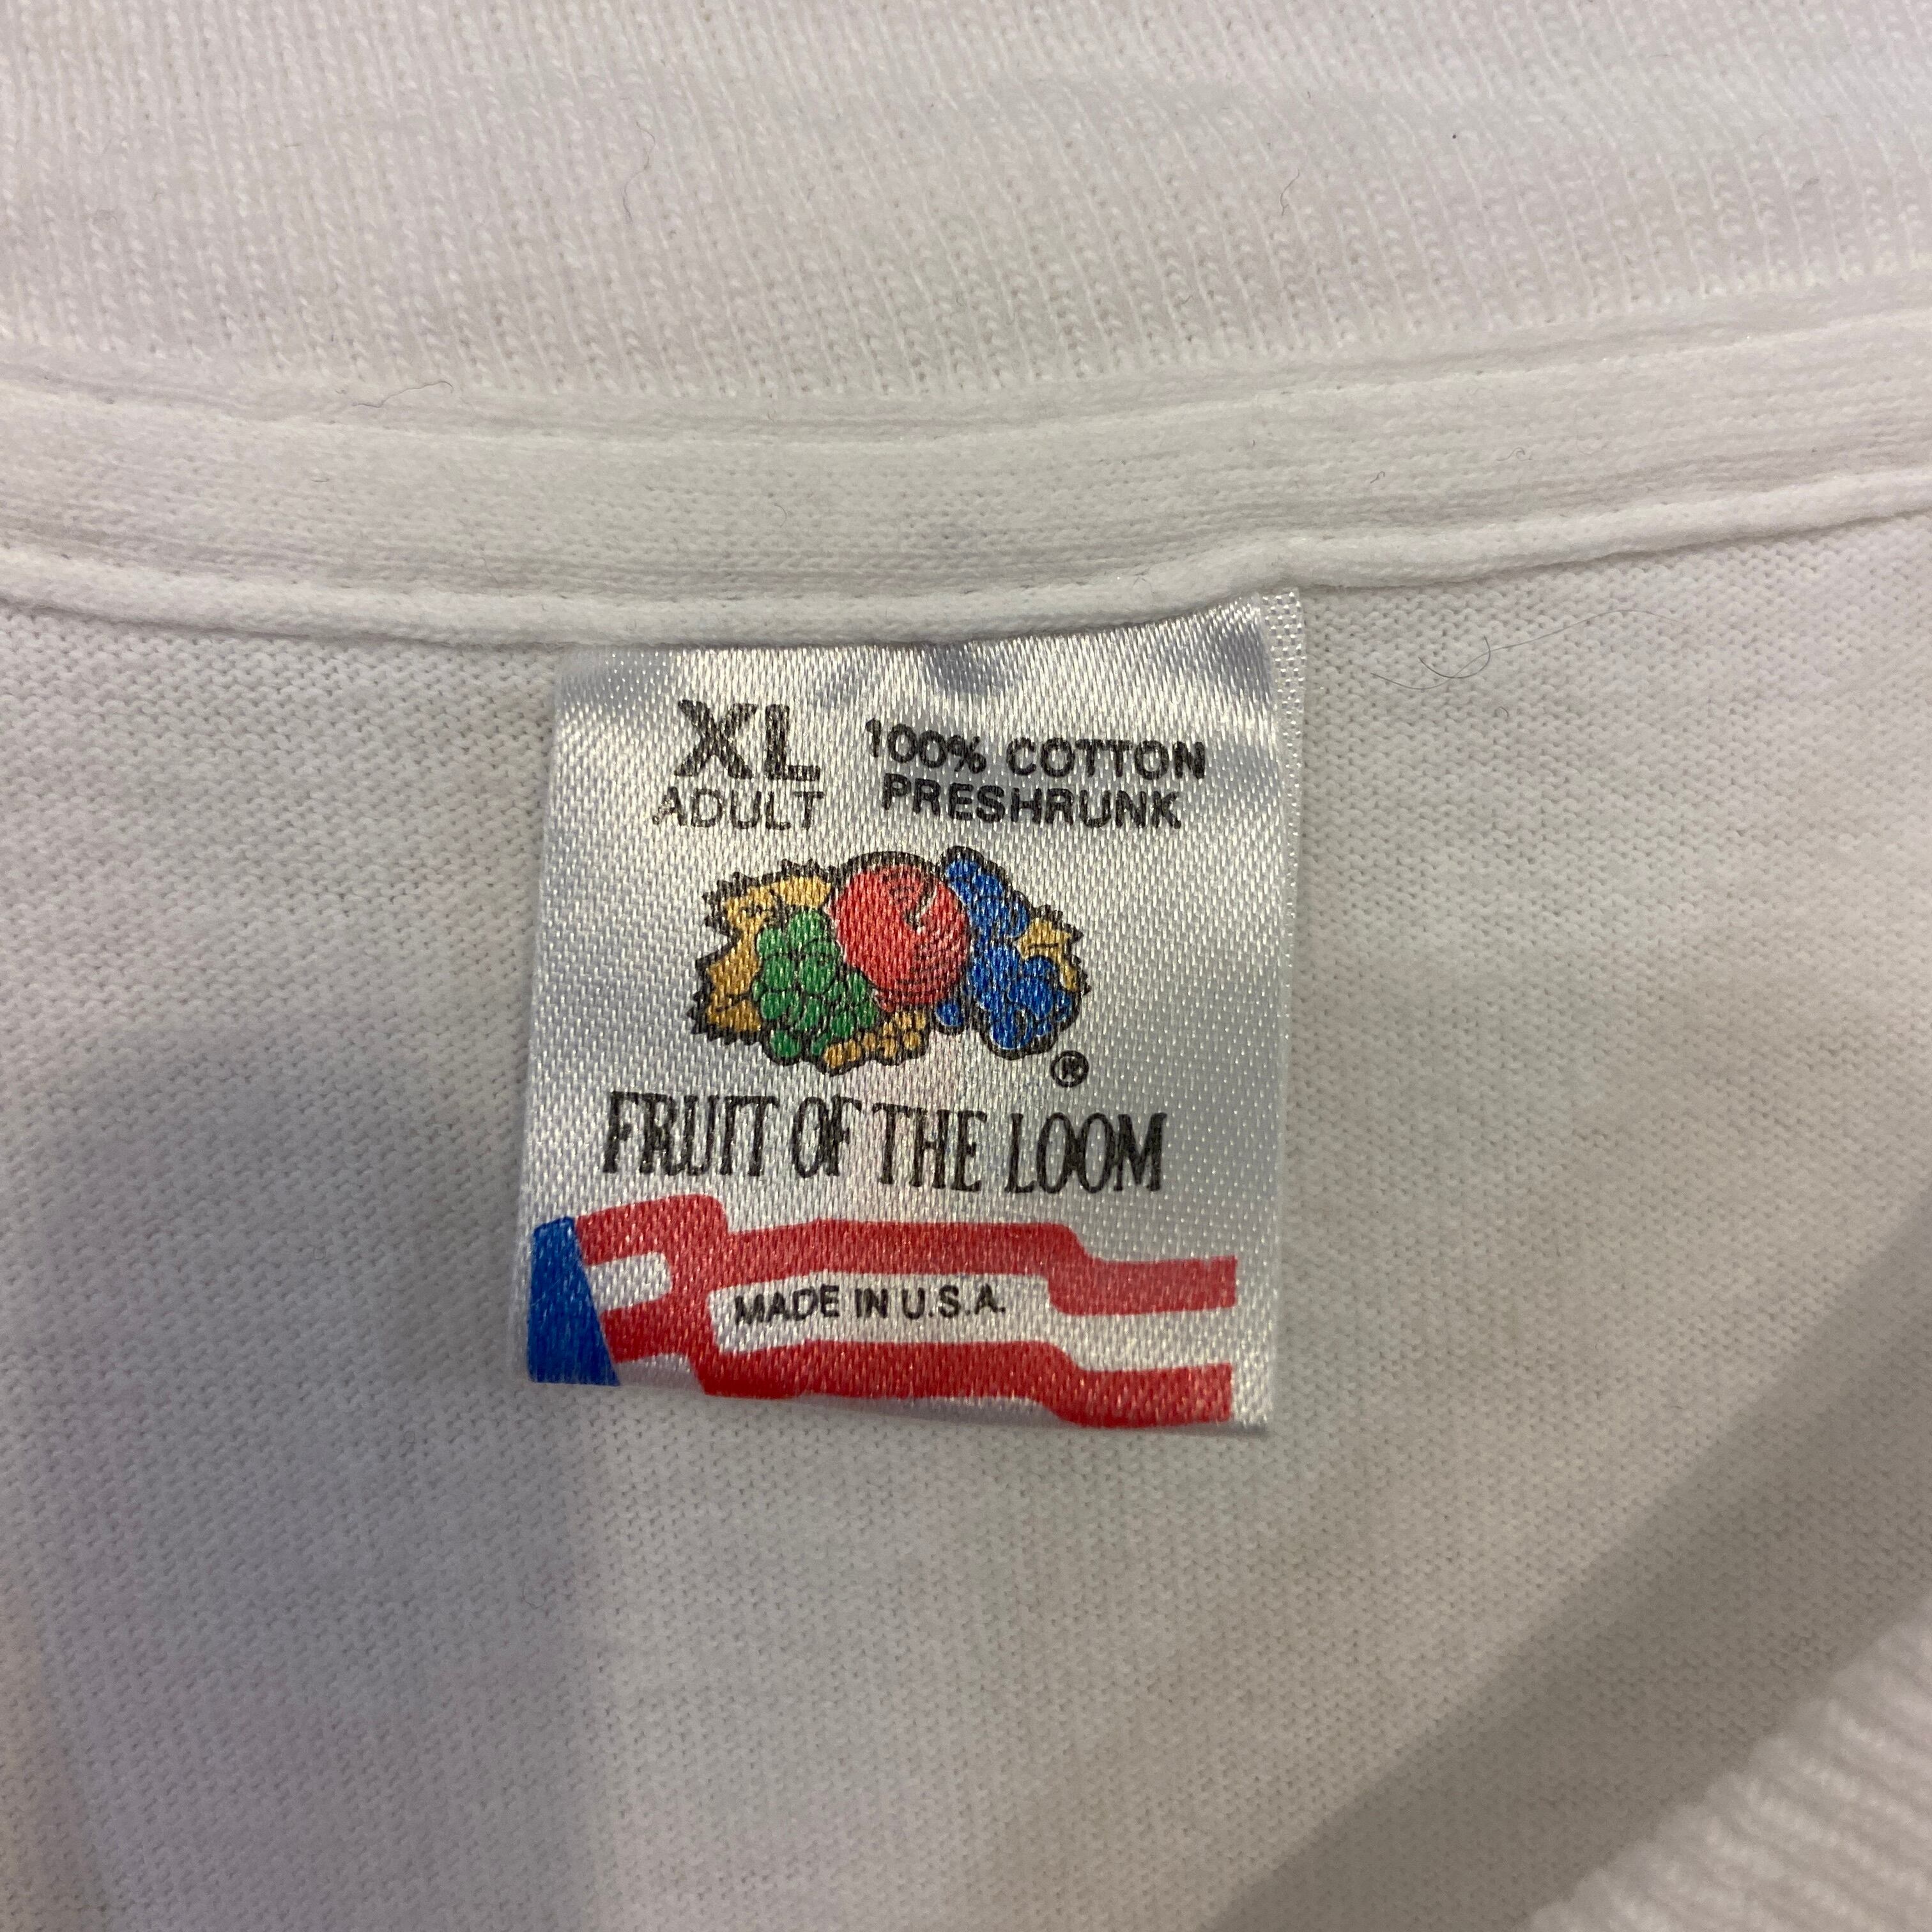 XL
ADULT
100% COTTON
PRESHRUNK
®
FRUIT OF THE LOOM
MADE IN U.S.A.